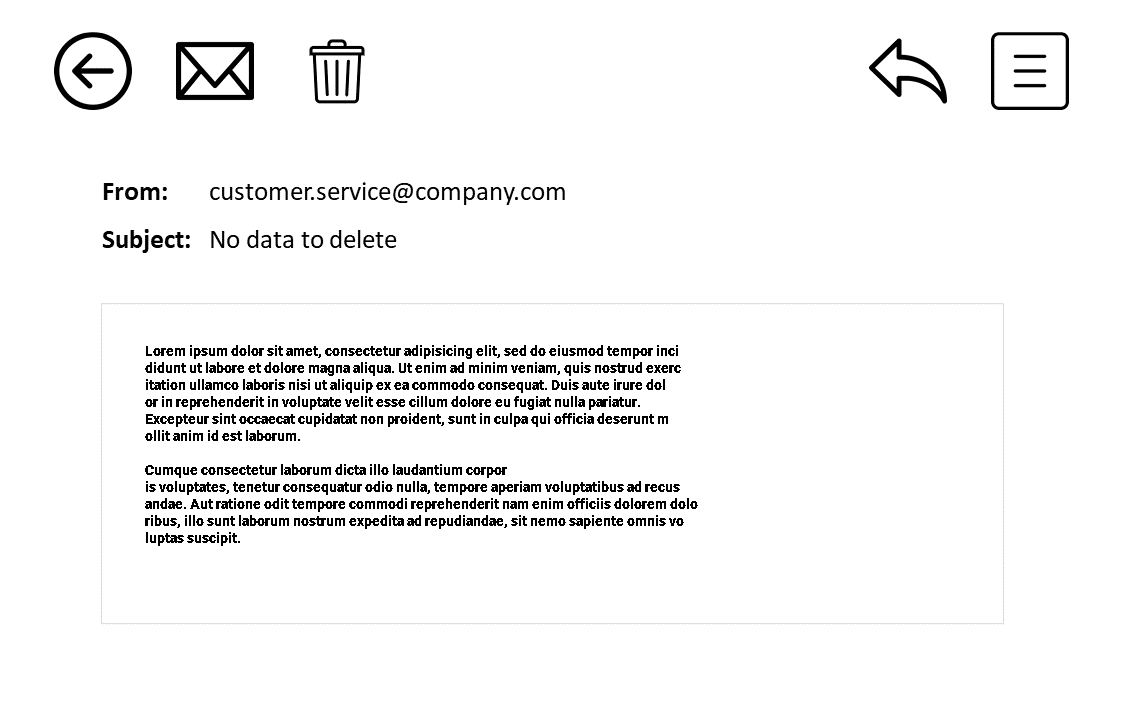 From: customer.service@company.com
Subject: No data to delete
Lorem ipsum dolor sit amet, consectetur adipisicing elit, sed do eiusmod tempor inci
didunt ut labore et dolore magna aliqua. Ut enim ad minim veniam, quis nostrud exerc
itation ullamco laboris nisi ut aliquip ex ea commodo consequat. Duis aute irure dol
or in reprehenderit in voluptate velit esse cillum dolore eu fugiat nulla pariatur.
Excepteur sint occaecat cupidatat non proident, sunt in culpa qui officia deserunt m
ollit anim id est laborum.
Cumque consectetur laborum dicta illo laudantium corpor
is voluptates, tenetur consequatur odio nulla, tempore aperiam voluptatibus ad recus
andae. Aut ratione odit tempore commodi reprehenderit nam enim officiis dolorem dolo
ribus, illo sunt laborum nostrum expedita ad repudiandae, sit nemo sapiente omnis vo
luptas suscipit.